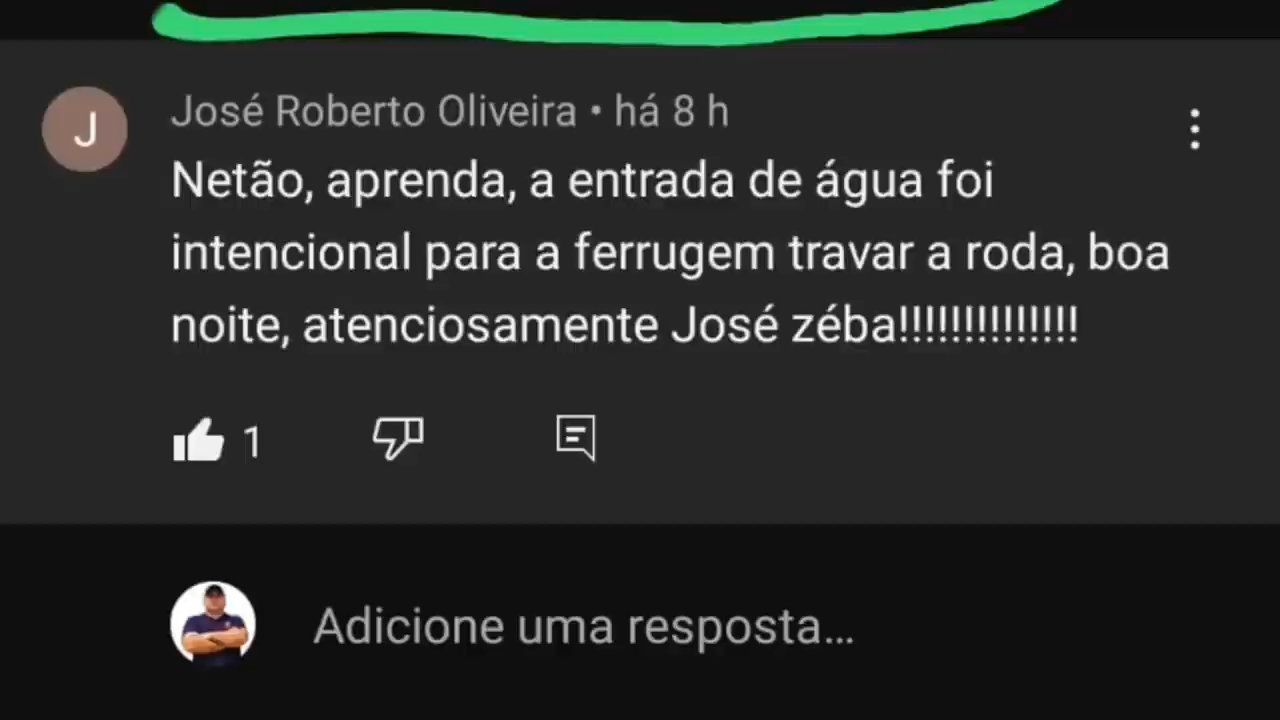 J
José Roberto Oliveira • há 8 h
Netão, aprenda, a entrada de água foi
intencional para a ferrugem travar a roda, boa
noite, atenciosamente José zéba!!!!!!!!!!!!!!
1
Adicione uma resposta...